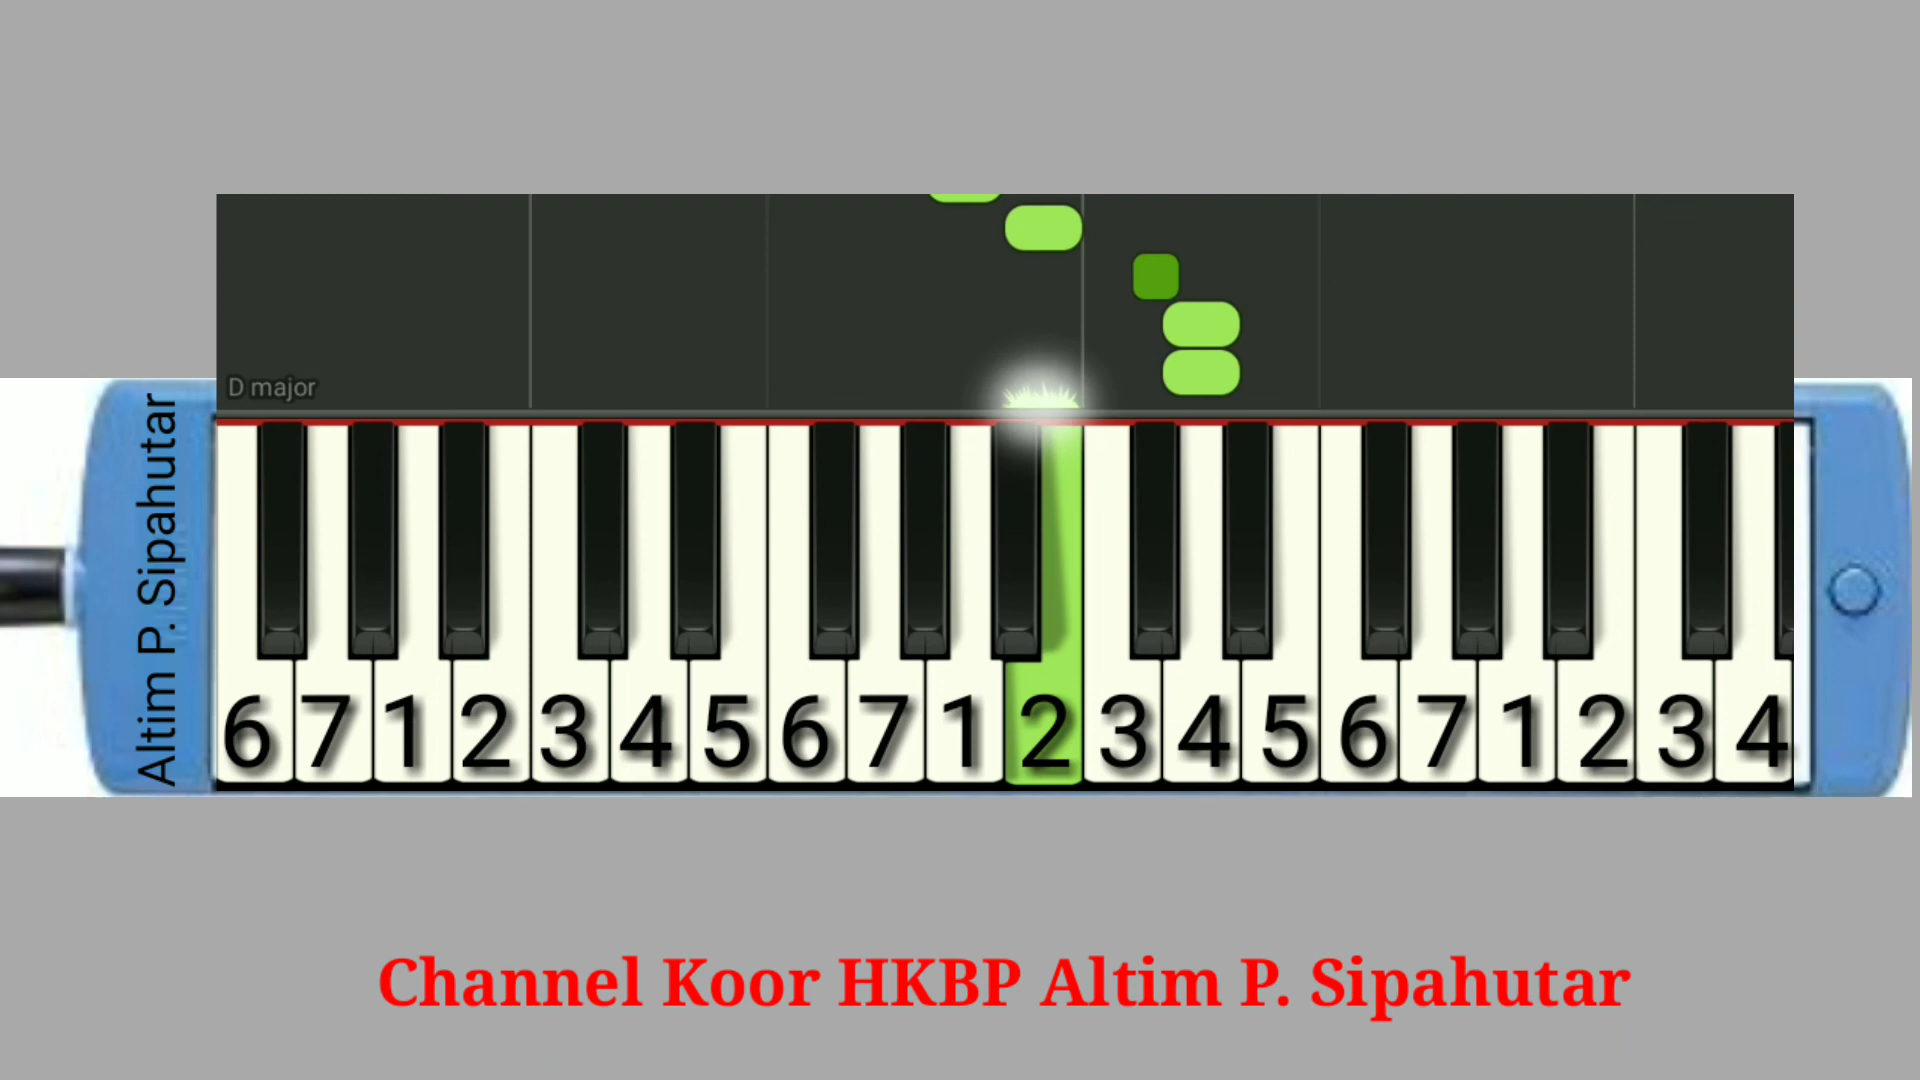 D major
Altim P. Sipahutar
6 7 1 2 3 4 5 6 7 1 2 3 4 5 6 7 1 2 3 4
Channel Koor HKBP Altim P. Sipahutar